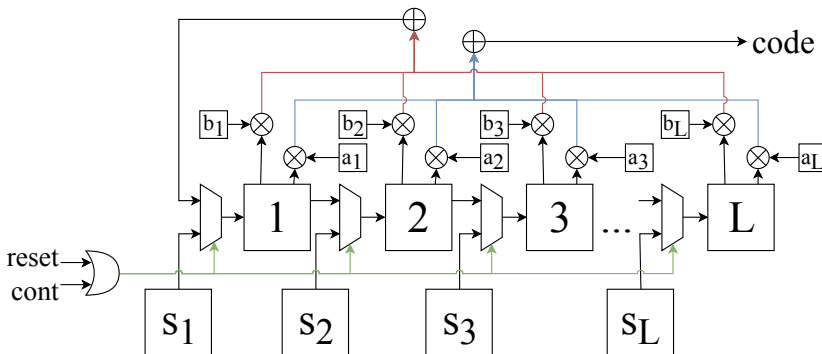 code
b1 b2 b3 bL
a1 a2 a3 aL
1 2 3 ... L
reset
cont
S1 S2 S3 SL